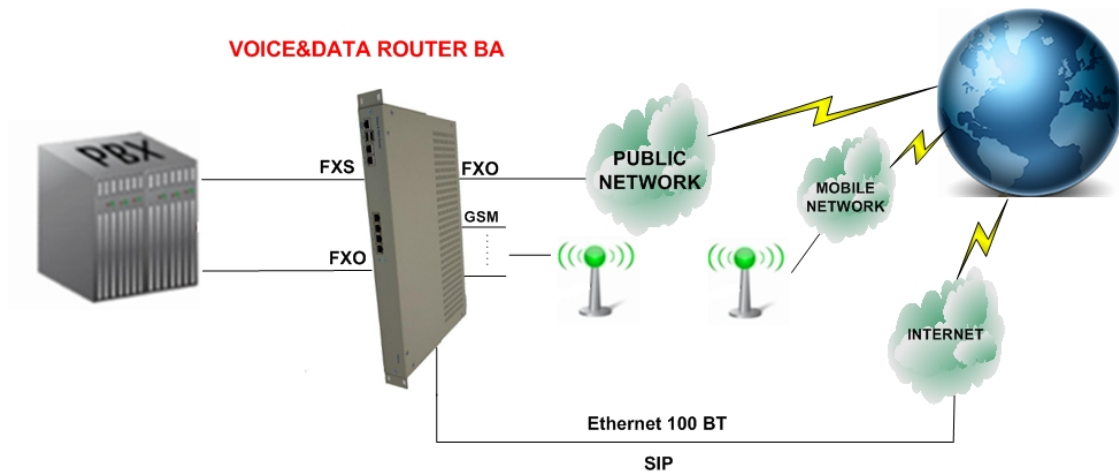 VOICE&DATA ROUTER BA
PBX
FXS
FXO
PUBLIC
NETWORK
MOBILE
NETWORK
GSM
FXO
INTERNET
Ethernet 100 BT
SIP